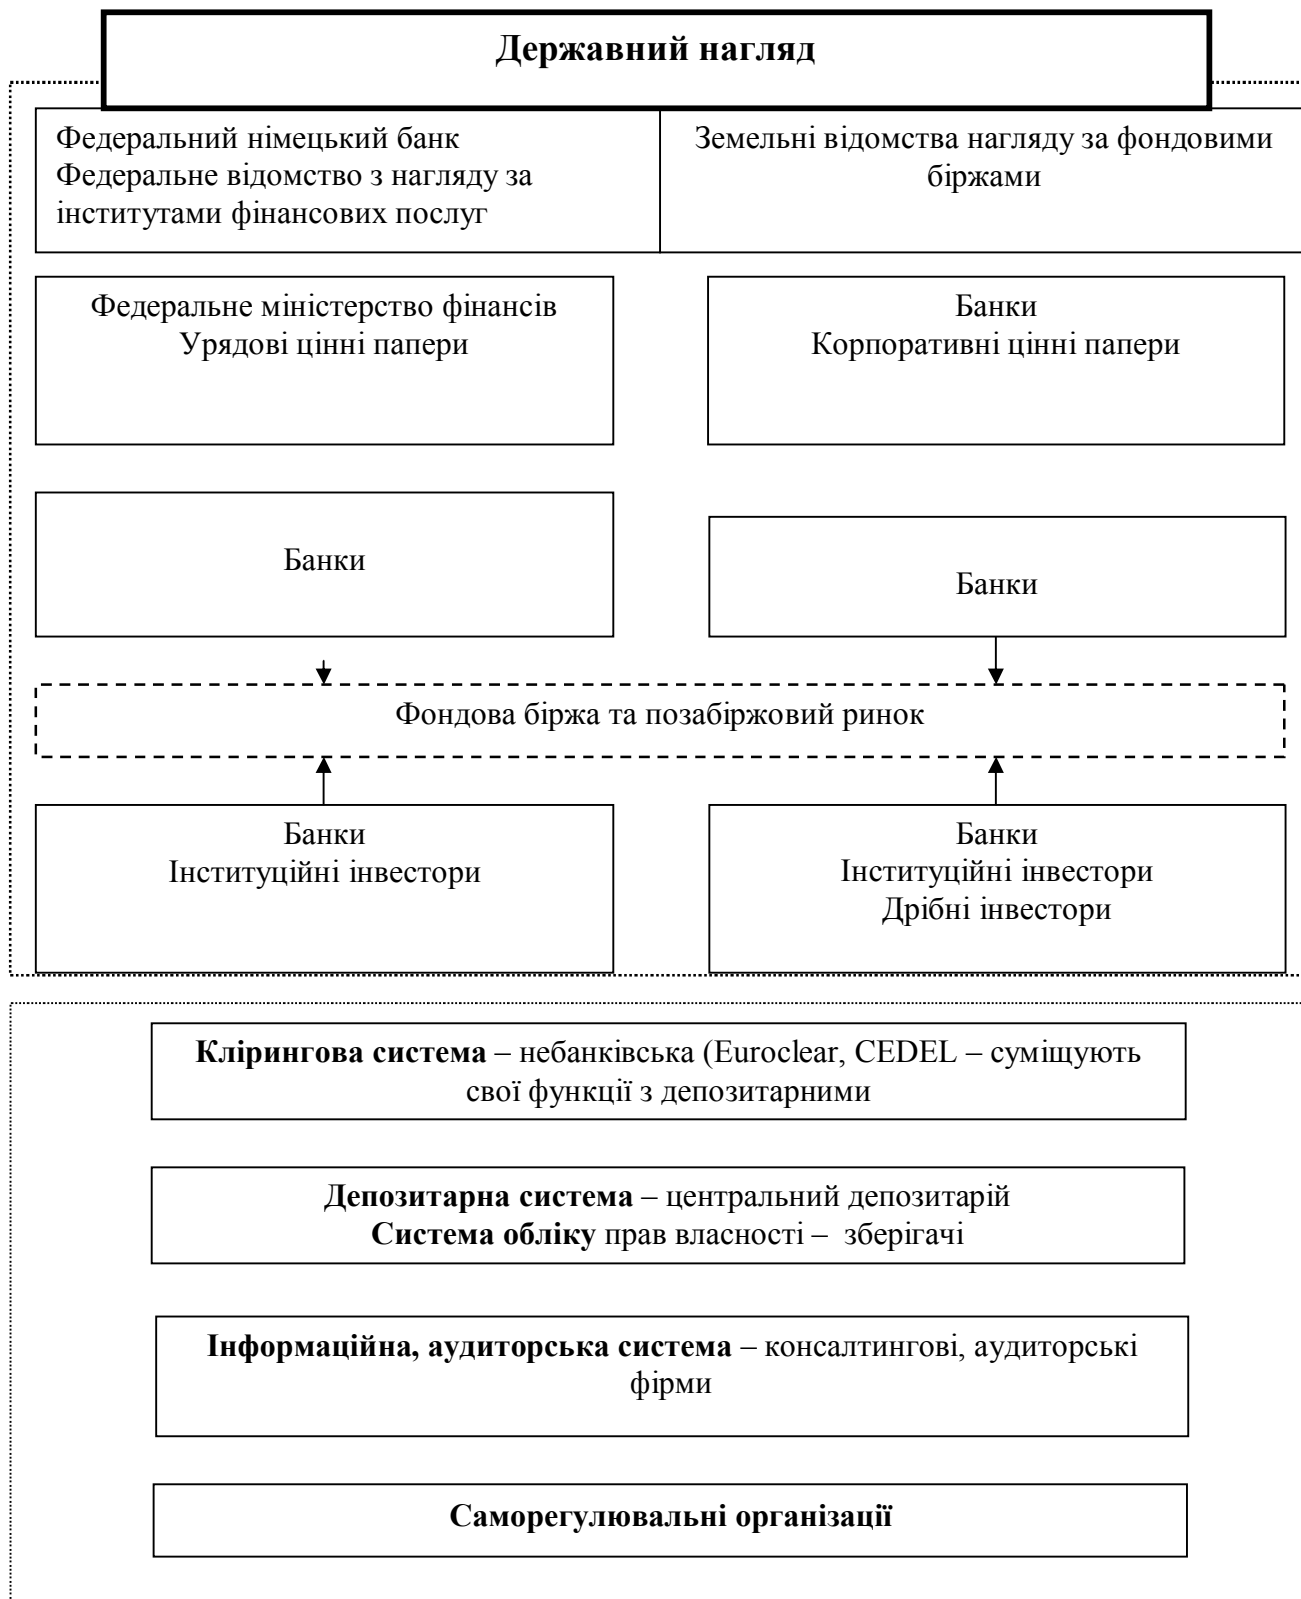 Державний нагляд
Федеральний німецький банк
Федеральне відомство з нагляду за
інститутами фінансових послуг
Земельні відомства нагляду за фондовими
біржами
Федеральне міністерство фінансів
Урядові цінні папери
Банки
Корпоративні цінні папери
Банки
Банки
Фондова біржа та позабіржовий ринок
Банки
Інституційні інвестори
Банки
Інституційні інвестори
Дрібні інвестори
Клірингова система – небанківська (Euroclear, CEDEL – суміщують
свої функції з депозитарними
Депозитарна система – центральний депозитарій
Система обліку прав власності – зберігачі
Інформаційна, аудиторська система – консалтингові, аудиторські
фірми
Саморегулювальні організації